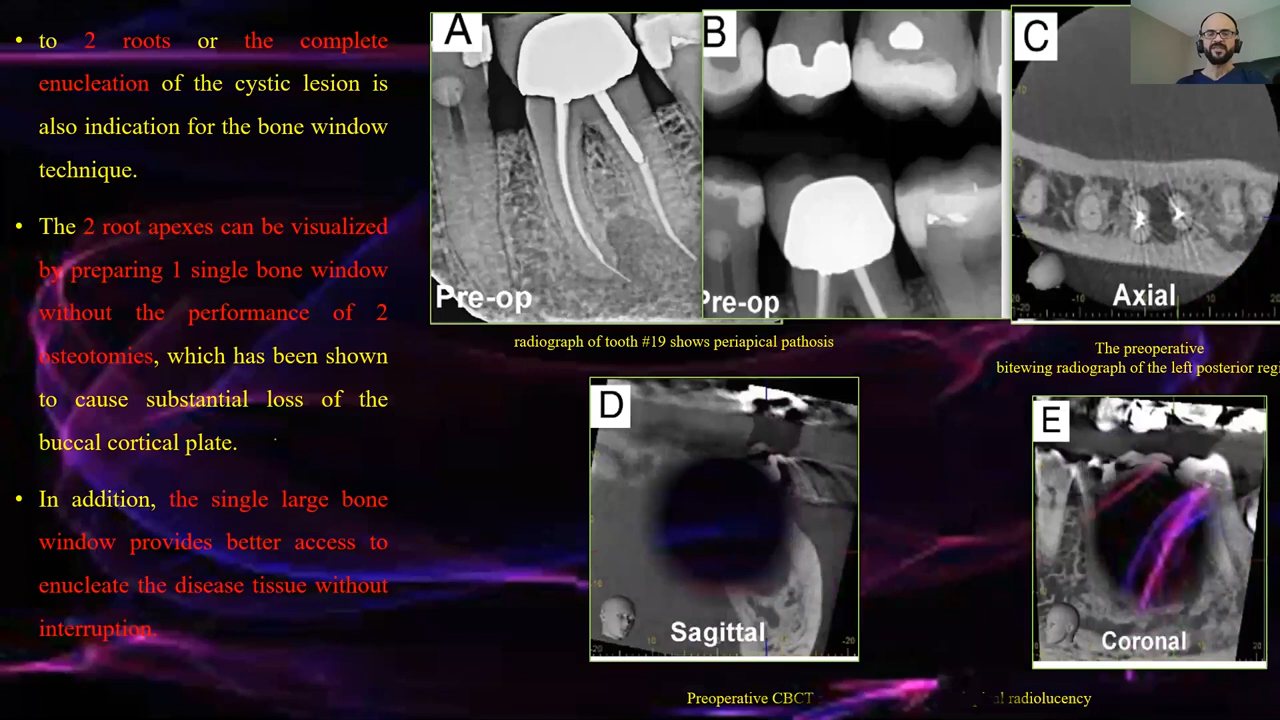 • to 2 roots or the complete
enucleation of the cystic lesion is
also indication for the bone window
technique.
• The 2 root apexes can be visualized
by preparing 1 single bone window
without the performance of 2
osteotomies, which has been shown
to cause substantial loss of the
buccal cortical plate.
• In addition, the single large bone
window provides better access to
enucleate the disease tissue without
interruption.
A
Pre-op
B
Pre-op
C
Axial
radiograph of tooth #19 shows periapical pathosis
The preoperative
bitewing radiograph of the left posterior regi
D
Sagittal
E
Coronal
Preoperative CBCT
radiolucency